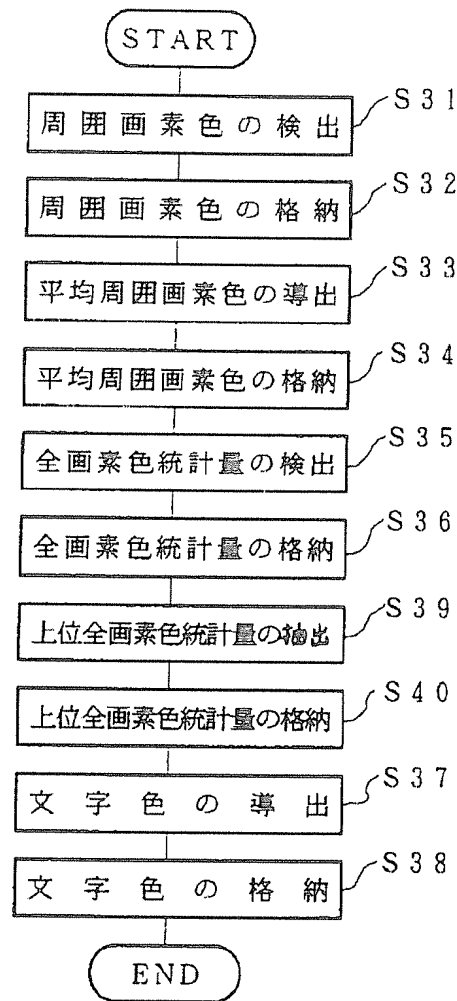 START
周囲画素色の検出
S31
周囲画素色の格納
S32
平均周囲画素色の導出
S33
平均周囲画素色の格納
S34
全画素色統計量の検出
S35
全画素色統計量の格納
S36
上位全画素色統計量の抽出
S39
上位全画素色統計量の格納
S40
文字色の導出
S37
文字色の格納
S38
END